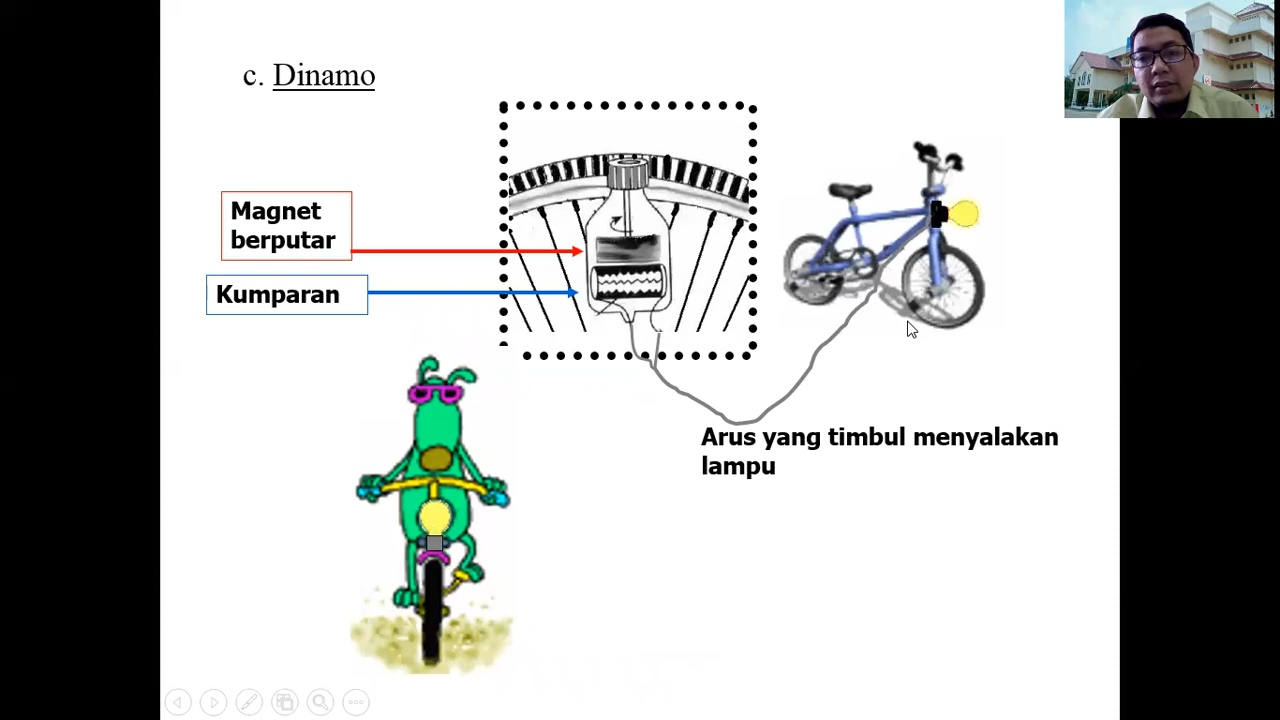 c. Dinamo
Magnet
berputar
Kumparan
Arus yang timbul menyalakan
lampu